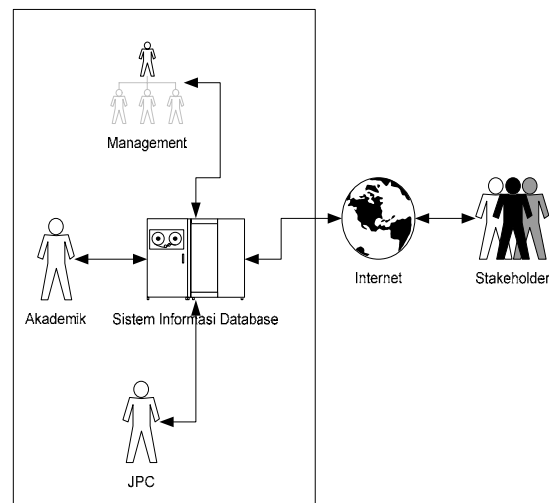 Management
Akademik
Sistem Informasi Database
Internet
Stakeholder
JPC